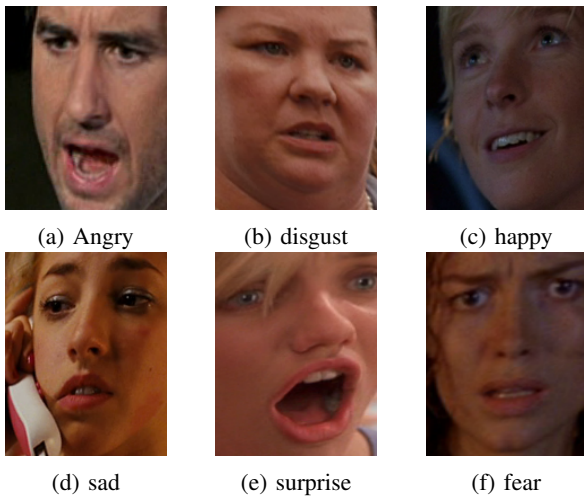 (a) Angry
(b) disgust
(c) happy
(d) sad
(e) surprise
(f) fear